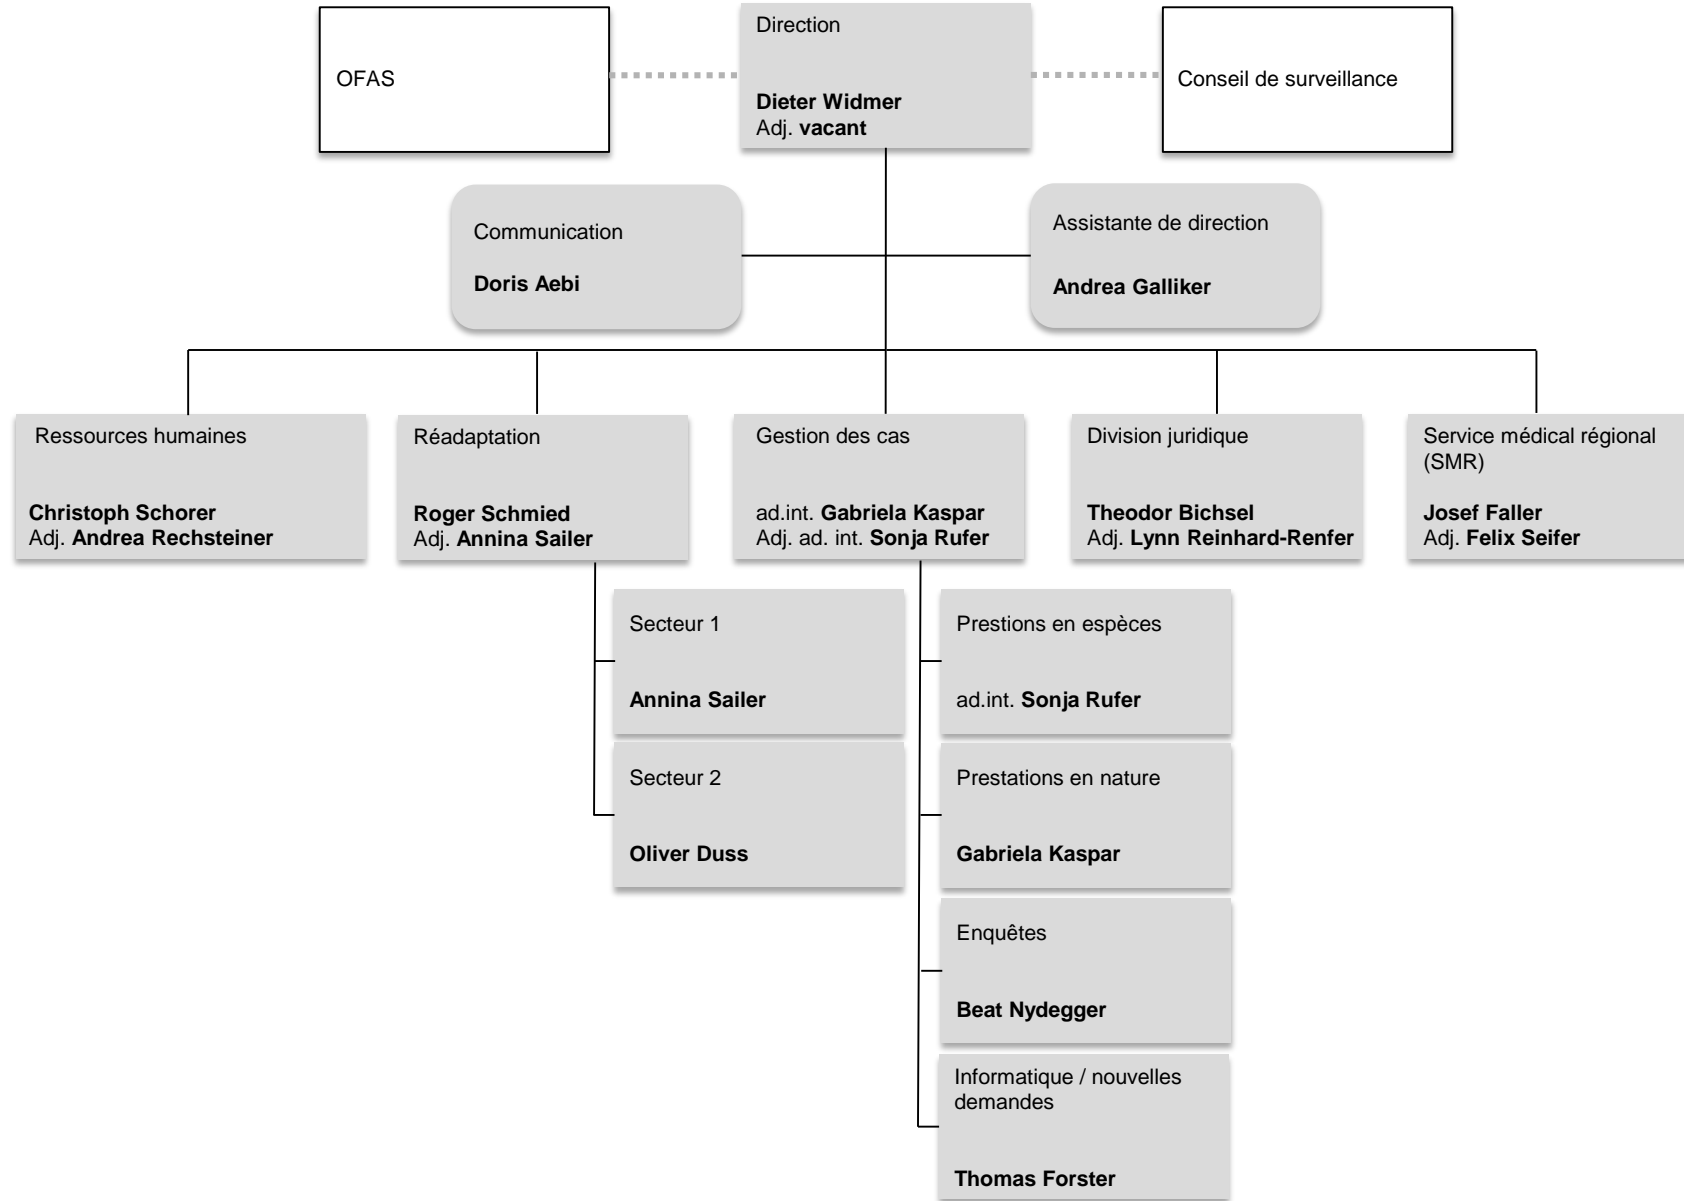 Direction
Dieter Widmer
Adj. vacant
OFAS
Conseil de surveillance
Communication
Doris Aebi
Assistante de direction
Andrea Galliker
Ressources humaines
Christoph Schorer
Adj. Andrea Rechsteiner
Réadaptation
Roger Schmied
Adj. Annina Sailer
Gestion des cas
ad.int. Gabriela Kaspar
Adj. ad. int. Sonja Rufer
Division juridique
Theodor Bichsel
Adj. Lynn Reinhard-Renfer
Service médical régional
(SMR)
Josef Faller
Adj. Felix Seifer
Secteur 1
Annina Sailer
Secteur 2
Oliver Duss
Prestions en espèces
ad.int. Sonja Rufer
Prestations en nature
Gabriela Kaspar
Enquêtes
Beat Nydegger
Informatique / nouvelles
demandes
Thomas Forster